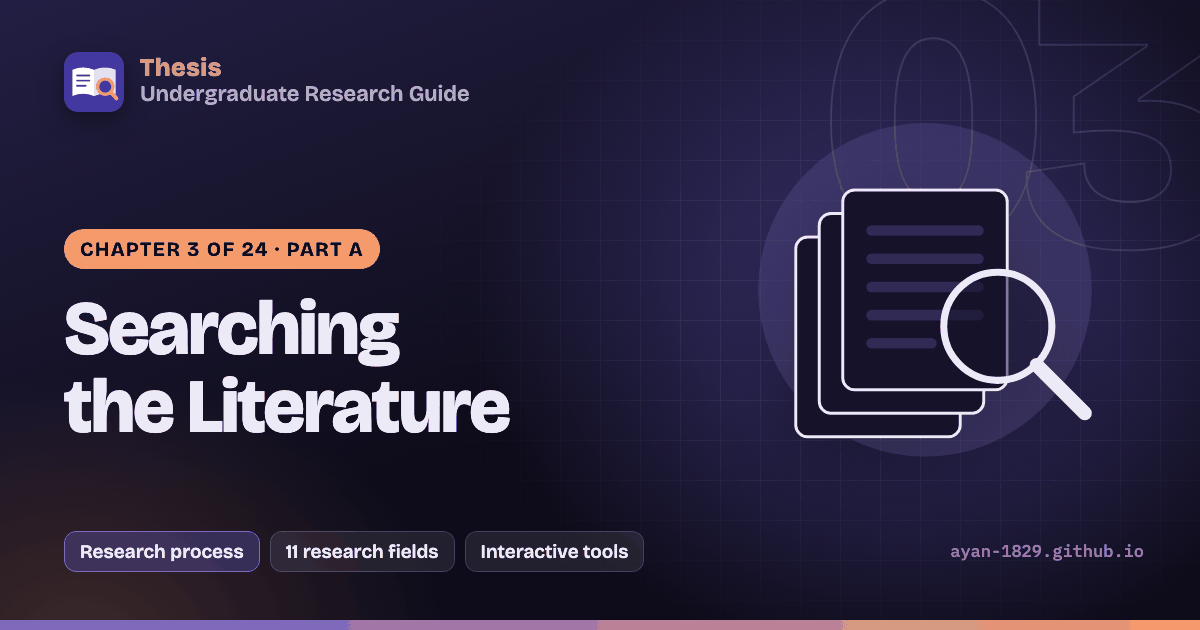 Thesis
Undergraduate Research Guide
03
CHAPTER 3 OF 24 · PART A
Searching
the Literature
Research process
11 research fields
Interactive tools
ayan-1829.github.io